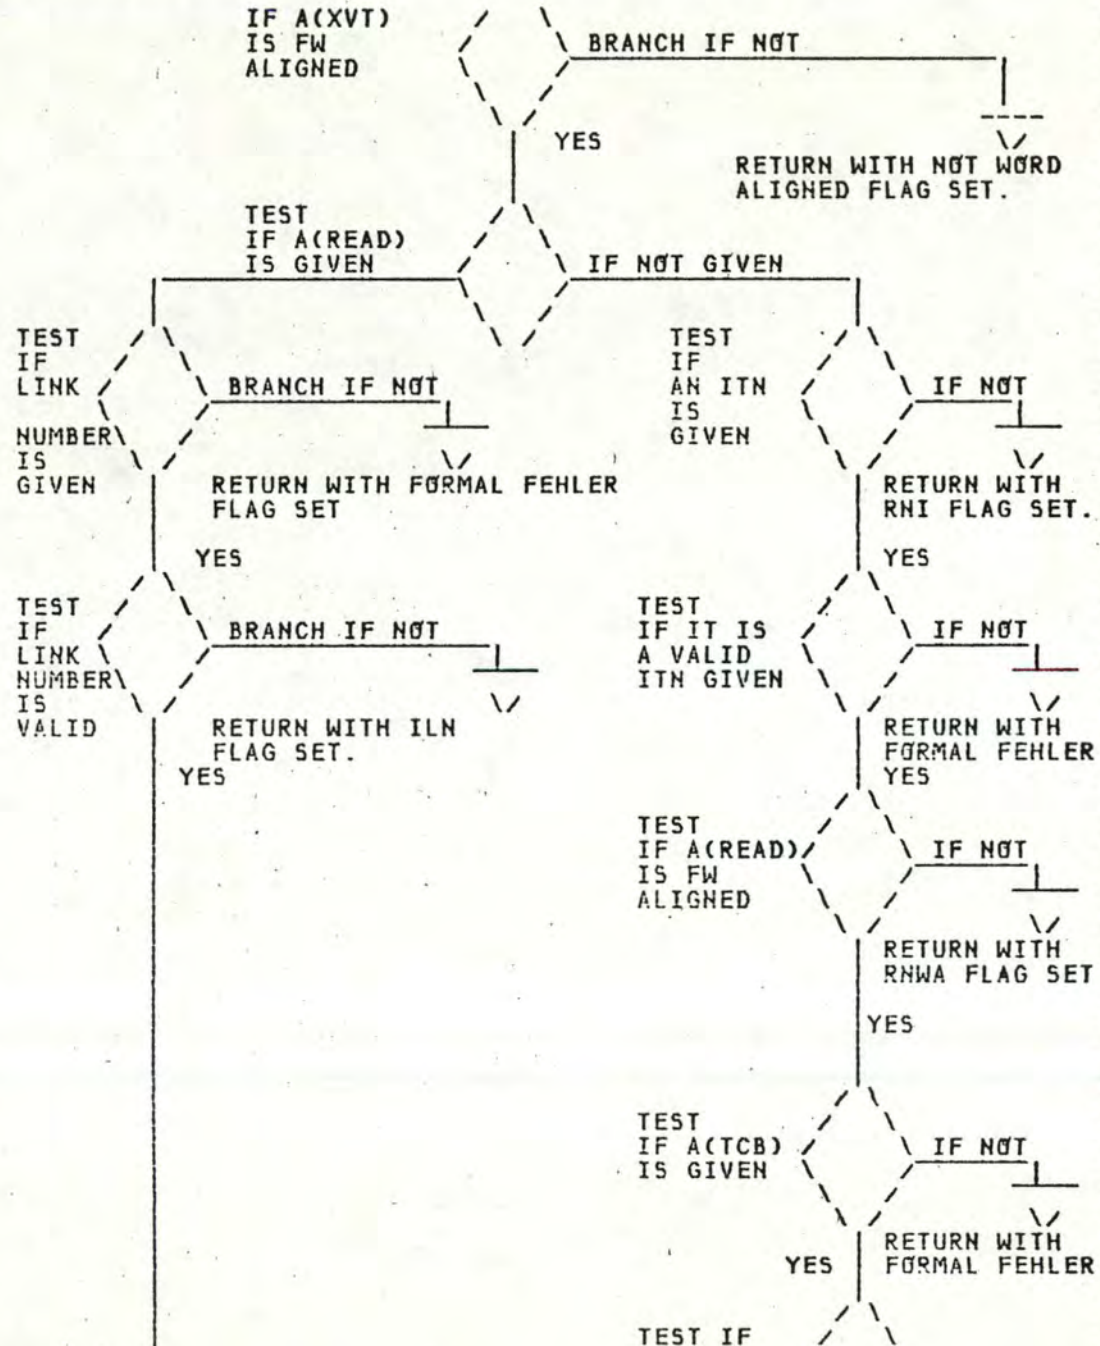 IF A(XVT)
IS FW
ALIGNED
BRANCH IF NOT
YES
RETURN WITH NOT WORD
ALIGNED FLAG SET.
TEST
IF A(READ)
IS GIVEN
IF NOT GIVEN
TEST
IF
LINK
NUMBER
IS
GIVEN
BRANCH IF NOT
RETURN WITH FORMAL FEHLER
FLAG SET
YES
TEST
IF
AN ITN
IS
GIVEN
IF NOT
RETURN WITH
RNI FLAG SET.
YES
TEST
IF
LINK
NUMBER
IS
VALID
BRANCH IF NOT
RETURN WITH ILN
FLAG SET.
YES
TEST
IF IT IS
A VALID
ITN GIVEN
IF NOT
RETURN WITH
FORMAL FEHLER
YES
TEST
IF A(READ)
IS FW
ALIGNED
IF NOT
RETURN WITH
RNWA FLAG SET
YES
TEST
IF A(TCB)
IS GIVEN
IF NOT
RETURN WITH
FORMAL FEHLER
YES
TEST IF